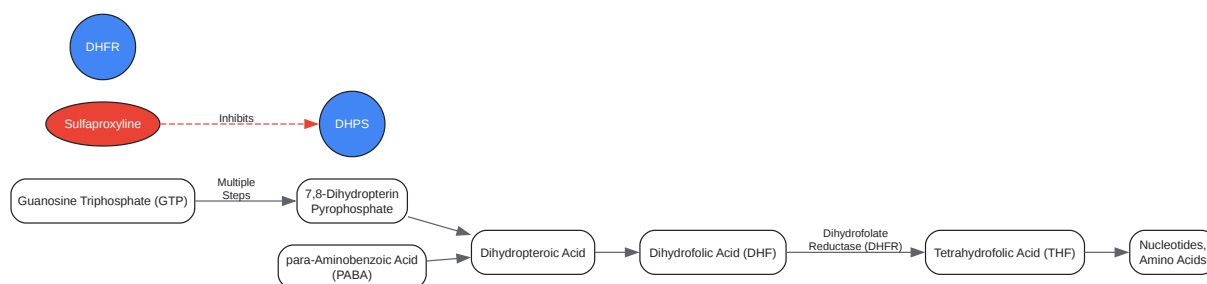 DHFR
Sulfaproxyline
Inhibits
DHPS
Guanosine Triphosphate (GTP)
Multiple
Steps
7,8-Dihydropterin
Pyrophosphate
para-Aminobenzoic Acid
(PABA)
Dihydropteroic Acid
Dihydrofolic Acid (DHF)
Dihydrofolate
Reductase (DHFR)
Tetrahydrofolic Acid (THF)
Nucleotides,
Amino Acids